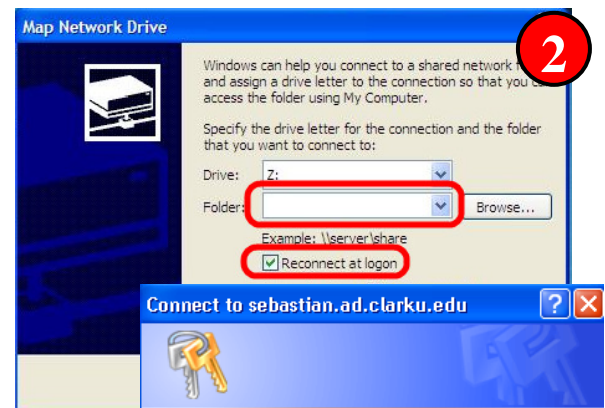 Map Network Drive
2
Windows can help you connect to a shared network
and assign a drive letter to the connection so that you
access the folder using My Computer.
Specify the drive letter for the connection and the folder
that you want to connect to:
Drive: Z:
Folder: Browse...
Example: \\server\share
Reconnect at logon
Connect to sebastian.ad.clarku.edu